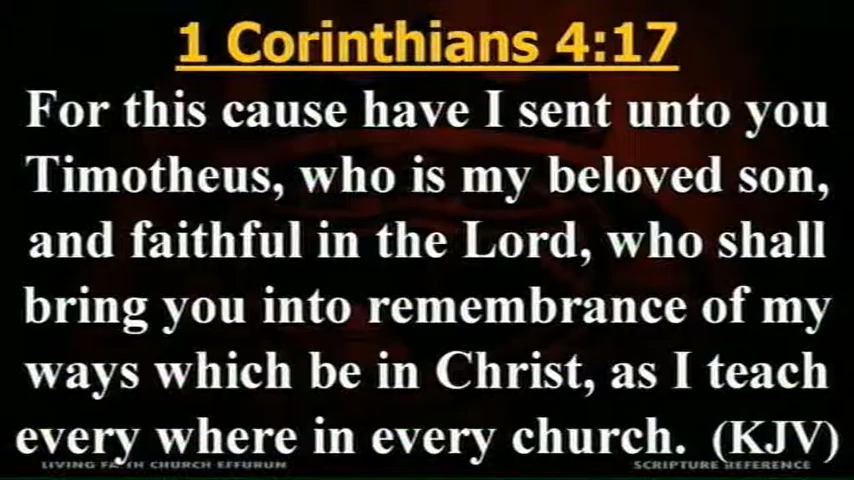 1 Corinthians 4:17
For this cause have I sent unto you
Timotheus, who is my beloved son,
and faithful in the Lord, who shall
bring you into remembrance of my
ways which be in Christ, as I teach
every where in every church. (KJV)
LIVING FAITH CHURCH EFFURUN
SCRIPTURE REFERENCE